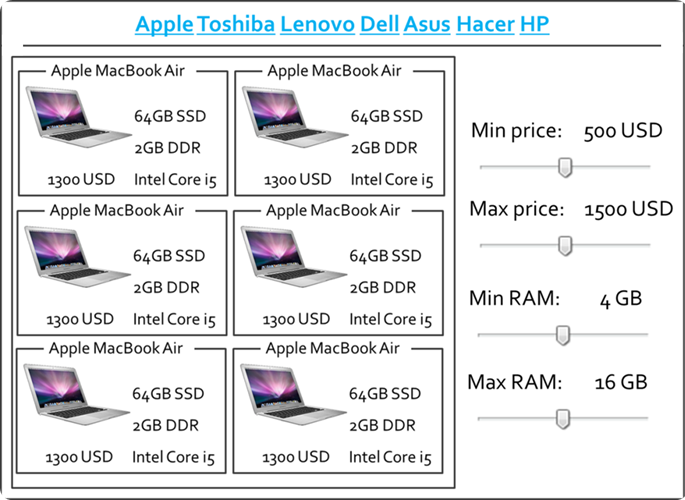 Apple Toshiba Lenovo Dell Asus Hacer HP
Apple MacBook Air
64GB SSD
2GB DDR
1300 USD Intel Core i5
Apple MacBook Air
64GB SSD
2GB DDR
1300 USD Intel Core i5
Apple MacBook Air
64GB SSD
2GB DDR
1300 USD Intel Core i5
Apple MacBook Air
64GB SSD
2GB DDR
1300 USD Intel Core i5
Apple MacBook Air
64GB SSD
2GB DDR
1300 USD Intel Core i5
Apple MacBook Air
64GB SSD
2GB DDR
1300 USD Intel Core i5
Min price: 500 USD
Max price: 1500 USD
Min RAM: 4 GB
Max RAM: 16 GB